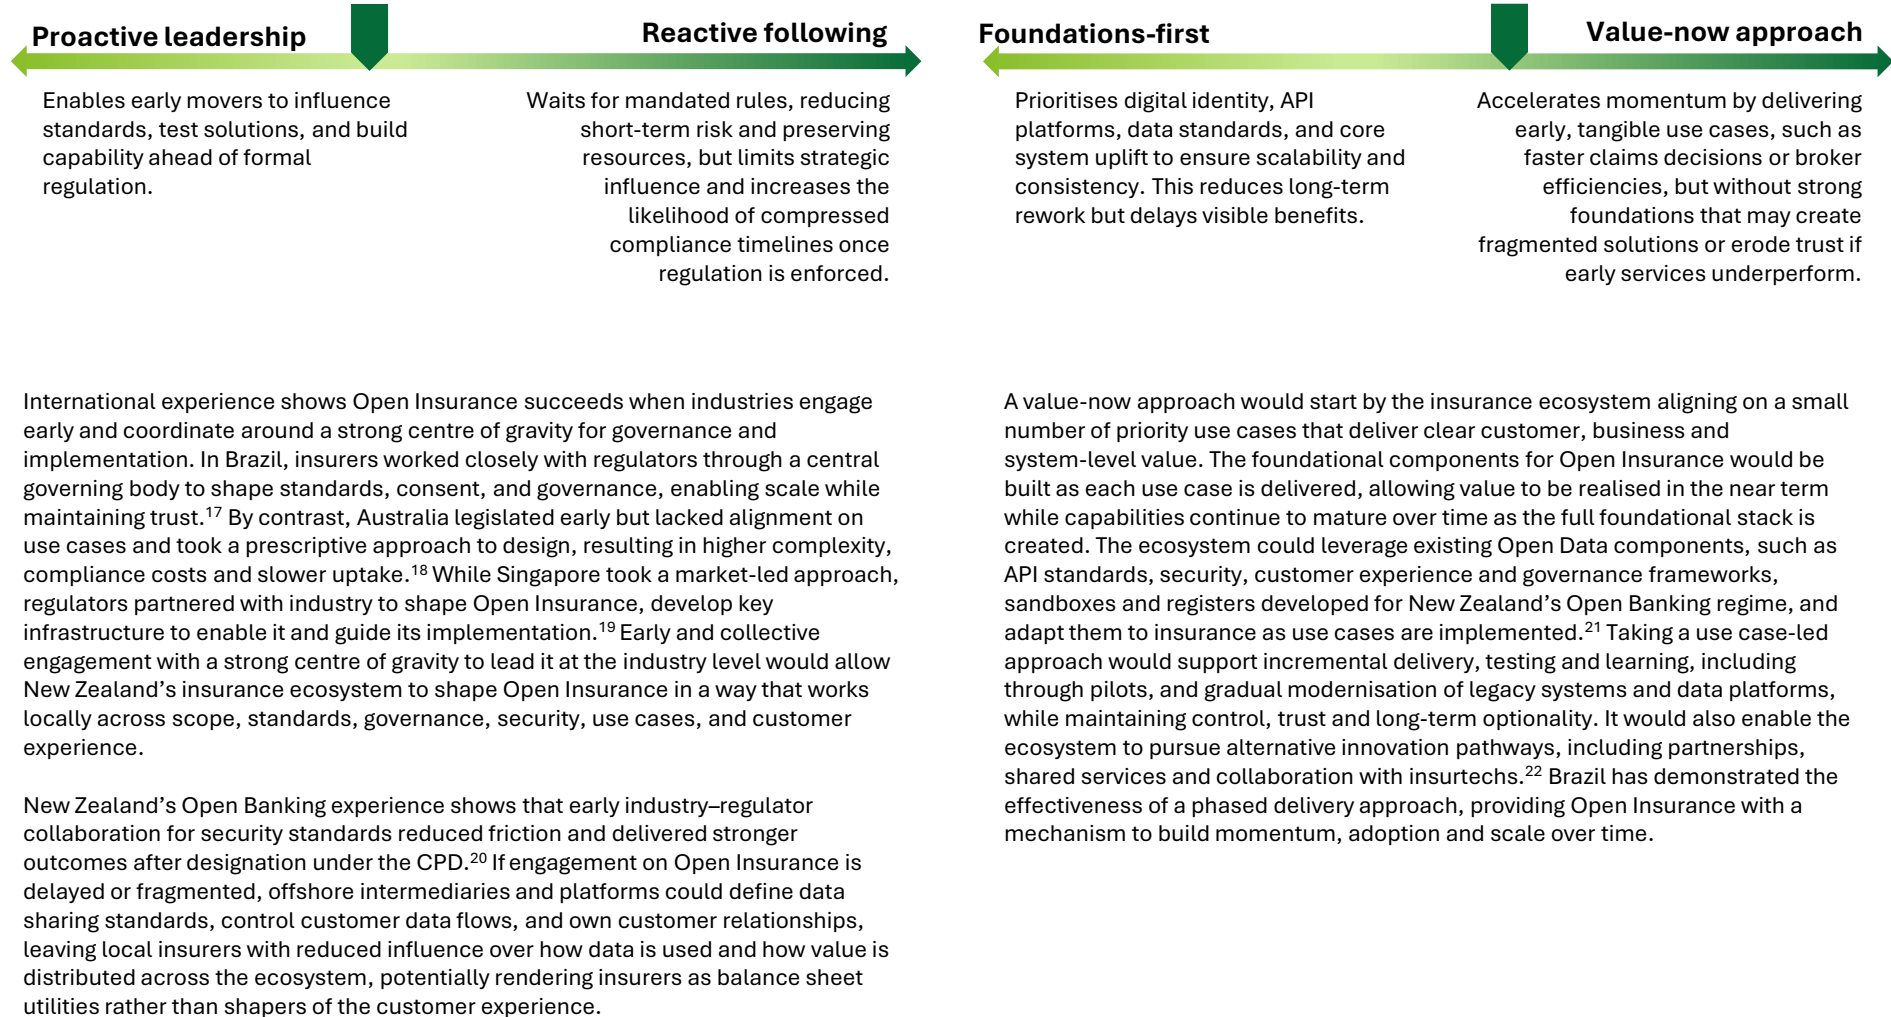 Proactive leadership
Reactive following
Enables early movers to influence
standards, test solutions, and build
capability ahead of formal
regulation.
Waits for mandated rules, reducing
short-term risk and preserving
resources, but limits strategic
influence and increases the
likelihood of compressed
compliance timelines once
regulation is enforced.
International experience shows Open Insurance succeeds when industries engage
early and coordinate around a strong centre of gravity for governance and
implementation. In Brazil, insurers worked closely with regulators through a central
governing body to shape standards, consent, and governance, enabling scale while
maintaining trust.¹⁷ By contrast, Australia legislated early but lacked alignment on
use cases and took a prescriptive approach to design, resulting in higher complexity,
compliance costs and slower uptake.¹⁸ While Singapore took a market-led approach,
regulators partnered with industry to shape Open Insurance, develop key
infrastructure to enable it and guide its implementation.¹⁹ Early and collective
engagement with a strong centre of gravity to lead it at the industry level would allow
New Zealand’s insurance ecosystem to shape Open Insurance in a way that works
locally across scope, standards, governance, security, use cases, and customer
experience.
New Zealand’s Open Banking experience shows that early industry–regulator
collaboration for security standards reduced friction and delivered stronger
outcomes after designation under the CPD.²⁰ If engagement on Open Insurance is
delayed or fragmented, offshore intermediaries and platforms could define data
sharing standards, control customer data flows, and own customer relationships,
leaving local insurers with reduced influence over how data is used and how value is
distributed across the ecosystem, potentially rendering insurers as balance sheet
utilities rather than shapers of the customer experience.
Foundations-first
Value-now approach
Prioritises digital identity, API
platforms, data standards, and core
system uplift to ensure scalability and
consistency. This reduces long-term
rework but delays visible benefits.
Accelerates momentum by delivering
early, tangible use cases, such as
faster claims decisions or broker
efficiencies, but without strong
foundations that may create
fragmented solutions or erode trust if
early services underperform.
A value-now approach would start by the insurance ecosystem aligning on a small
number of priority use cases that deliver clear customer, business and
system-level value. The foundational components for Open Insurance would be
built as each use case is delivered, allowing value to be realised in the near term
while capabilities continue to mature over time as the full foundational stack is
created. The ecosystem could leverage existing Open Data components, such as
API standards, security, customer experience and governance frameworks,
sandboxes and registers developed for New Zealand’s Open Banking regime, and
adapt them to insurance as use cases are implemented.²¹ Taking a use case-led
approach would support incremental delivery, testing and learning, including
through pilots, and gradual modernisation of legacy systems and data platforms,
while maintaining control, trust and long-term optionality. It would also enable the
ecosystem to pursue alternative innovation pathways, including partnerships,
shared services and collaboration with insurtechs.²² Brazil has demonstrated the
effectiveness of a phased delivery approach, providing Open Insurance with a
mechanism to build momentum, adoption and scale over time.